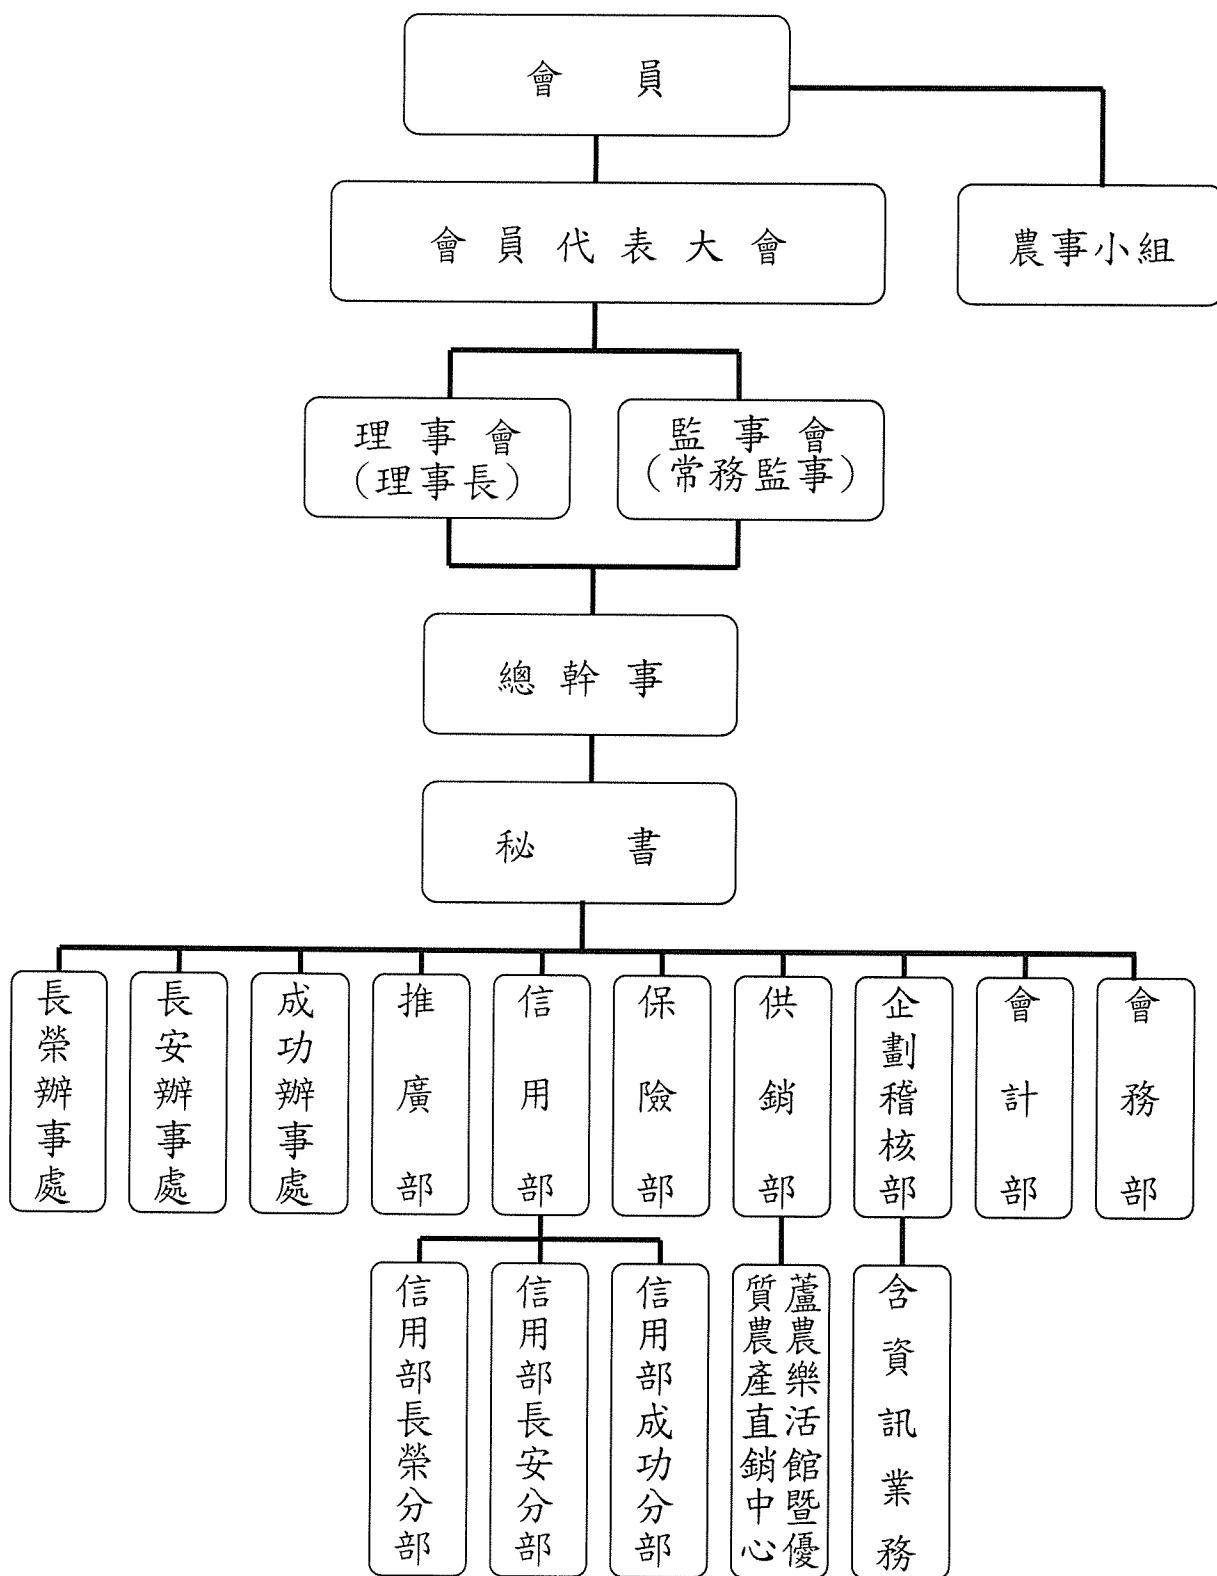 會員
會員代表大會
農事小組
理事會
(理事長)
監事會
(常務監事)
總幹事
秘書
長榮辦事處
長安辦事處
成功辦事處
推廣部
信用部
保險部
供銷部
企劃稽核部
會計部
會務部
信用部長榮分部
信用部長安分部
信用部成功分部
蘆農樂活館暨優
質農產直銷中心
含資訊業務